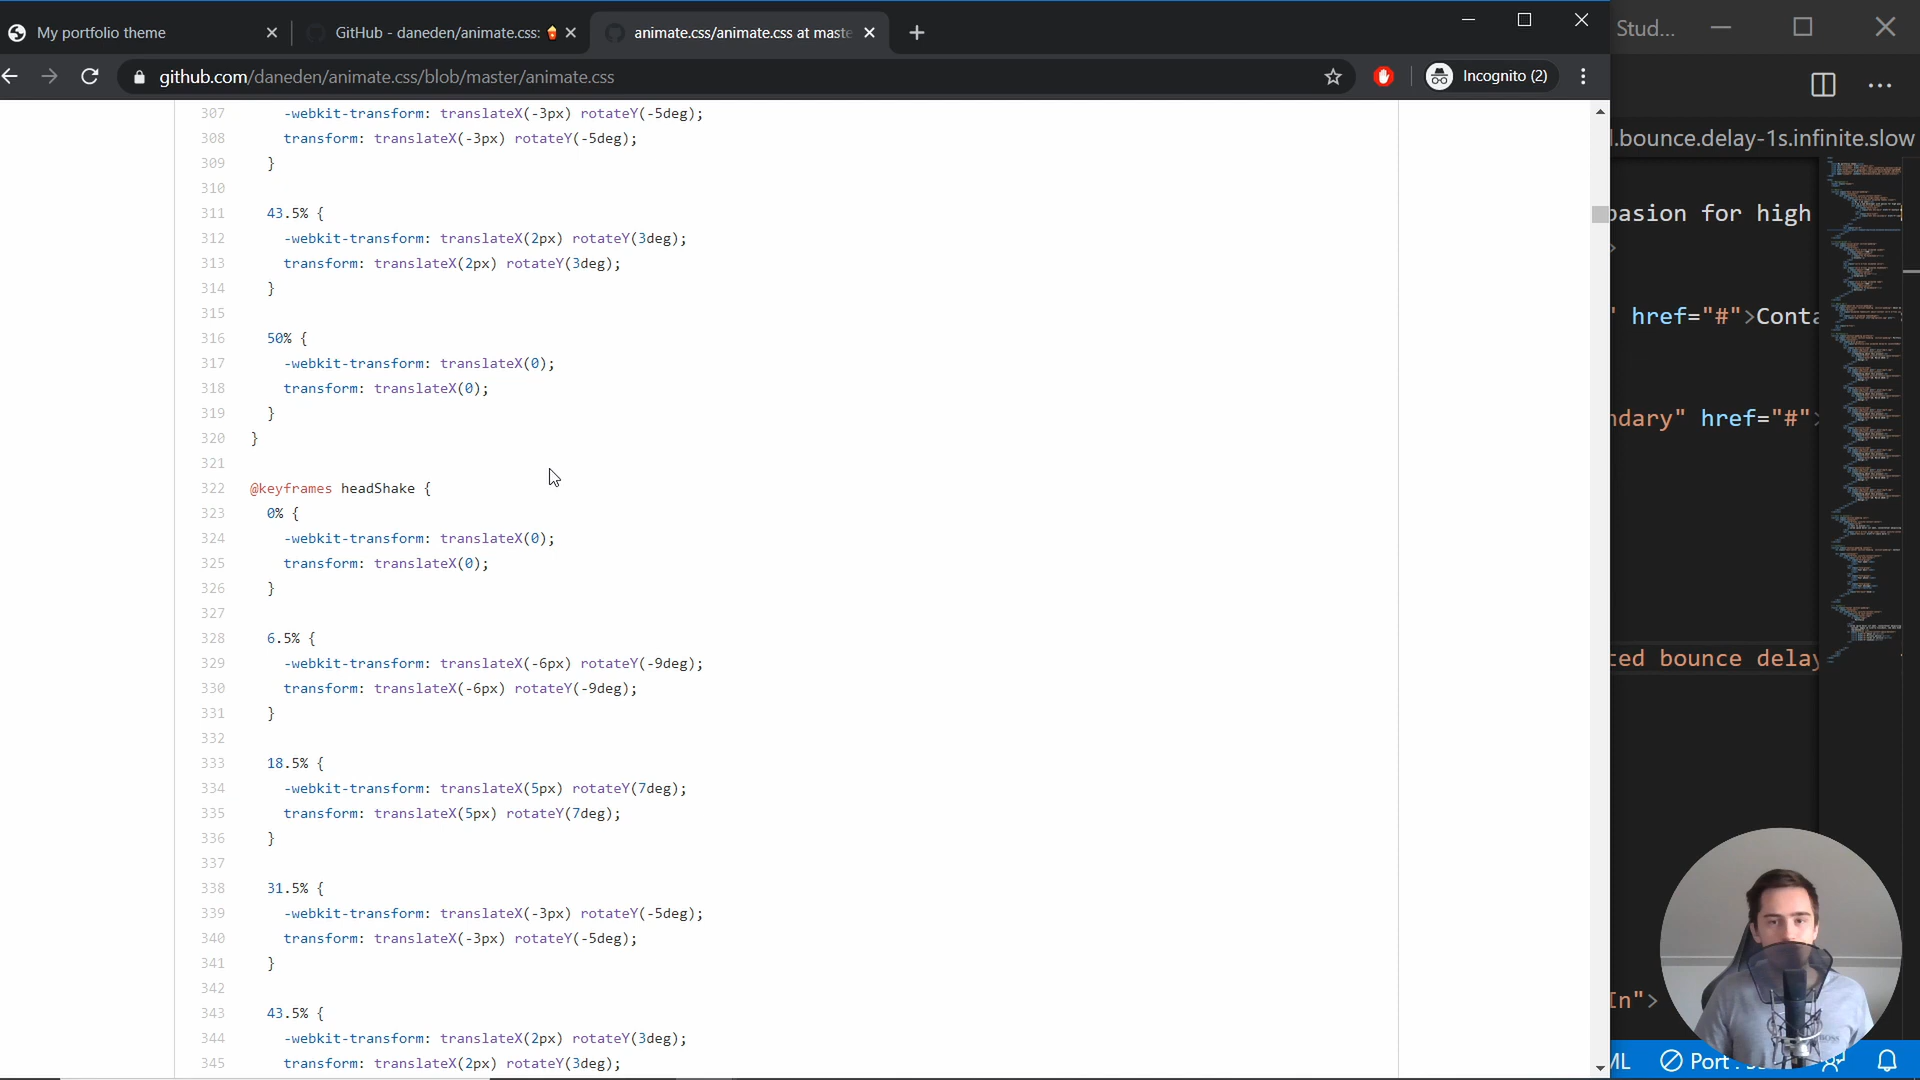 My portfolio theme
GitHub - daneden/animate.css:
animate.css/animate.css at maste
Stud...
github.com/daneden/animate.css/blob/master/animate.css
Incognito (2)
.bounce.delay-1s.infinite.slow
307 -webkit-transform: translateX(-3px) rotateY(-5deg);
308 transform: translateX(-3px) rotateY(-5deg);
309 }
310
311 43.5% {
312 -webkit-transform: translateX(2px) rotateY(3deg);
313 transform: translateX(2px) rotateY(3deg);
314 }
315
316 50% {
317 -webkit-transform: translateX(0);
318 transform: translateX(0);
319 }
320 }
321
322 @keyframes headShake {
323 0% {
324 -webkit-transform: translateX(0);
325 transform: translateX(0);
326 }
327
328 6.5% {
329 -webkit-transform: translateX(-6px) rotateY(-9deg);
330 transform: translateX(-6px) rotateY(-9deg);
331 }
332
333 18.5% {
334 -webkit-transform: translateX(5px) rotateY(7deg);
335 transform: translateX(5px) rotateY(7deg);
336 }
337
338 31.5% {
339 -webkit-transform: translateX(-3px) rotateY(-5deg);
340 transform: translateX(-3px) rotateY(-5deg);
341 }
342
343 43.5% {
344 -webkit-transform: translateX(2px) rotateY(3deg);
345 transform: translateX(2px) rotateY(3deg);
pasion for high
>
" href="#">Conta
ndary" href="#">
ted bounce delay
In">
ML
Port :